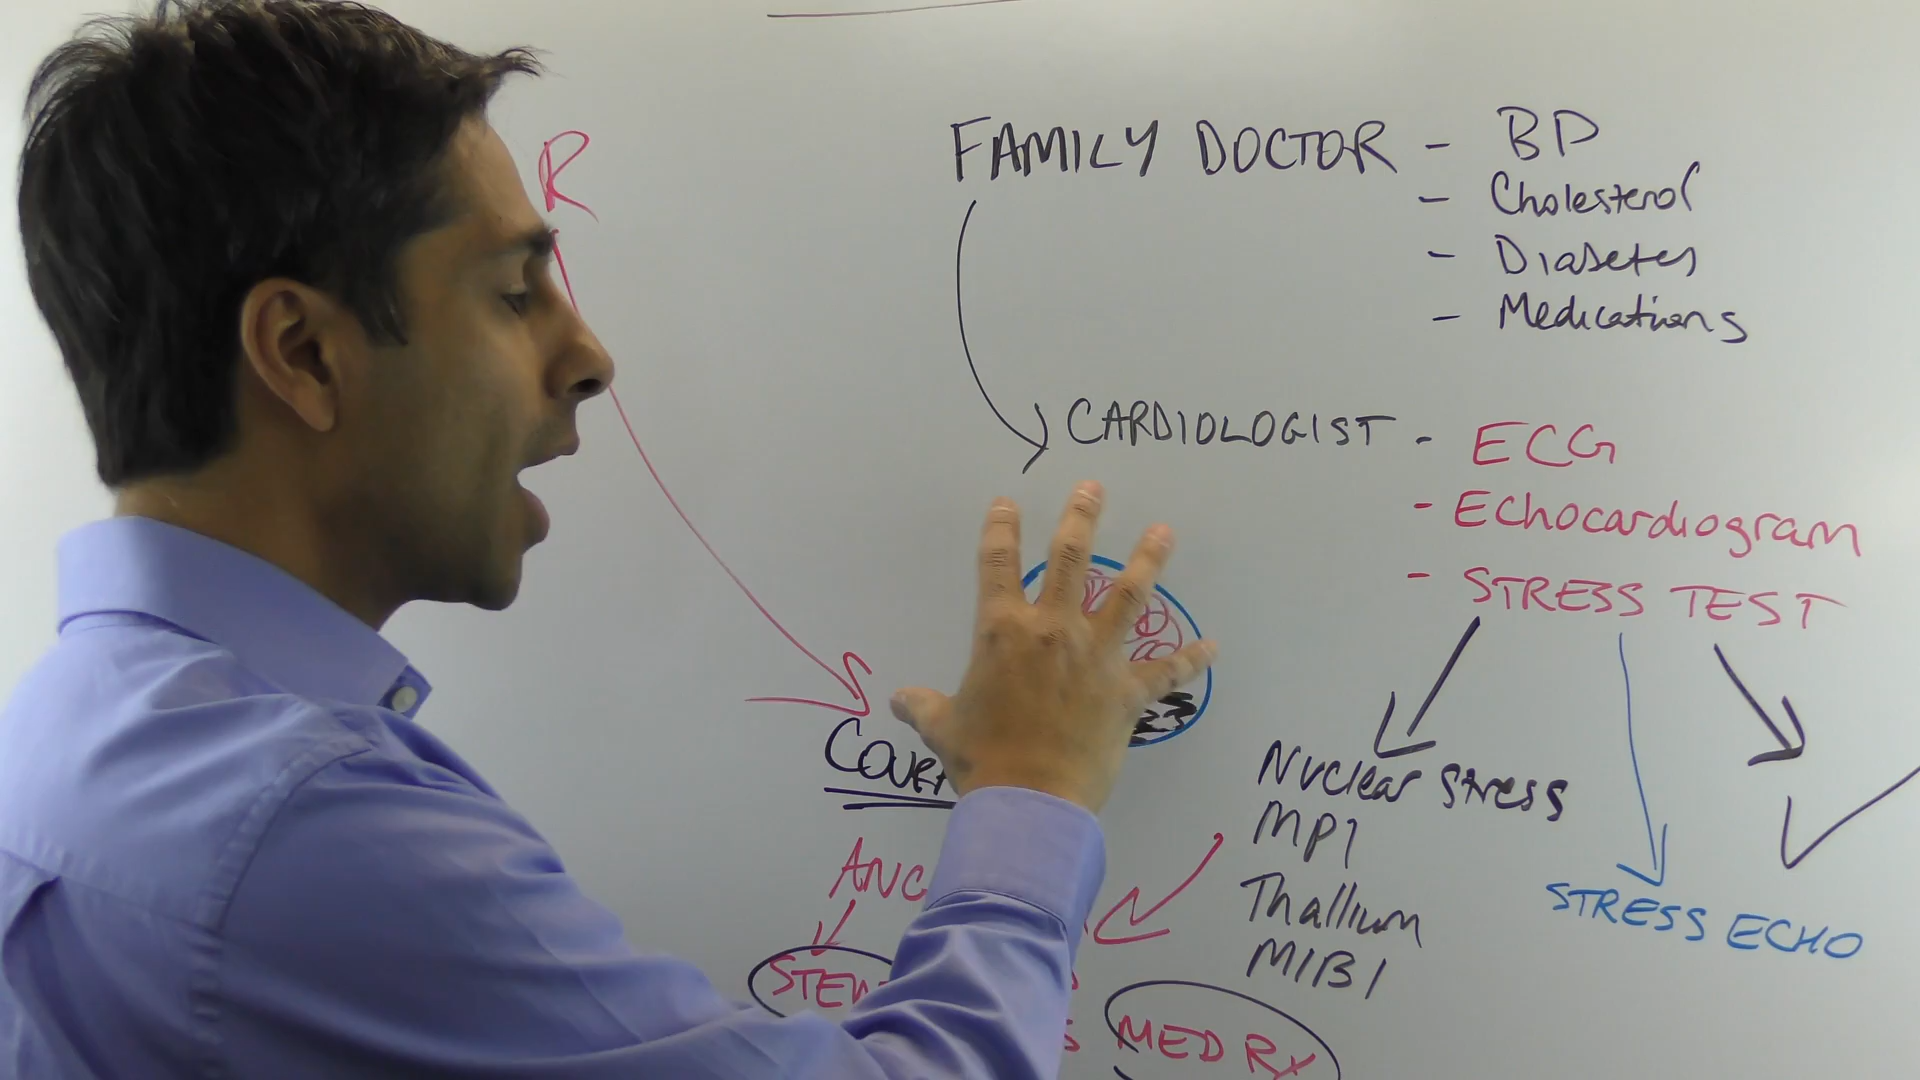 R
FAMILY DOCTOR - BP
- Cholesterol
- Diabetes
- Medications
CARDIOLOGIST - ECG
- Echocardiogram
- STRESS TEST
Nuclear Stress
MPI
Thallium
MIBI
STRESS ECHO
MED Rx